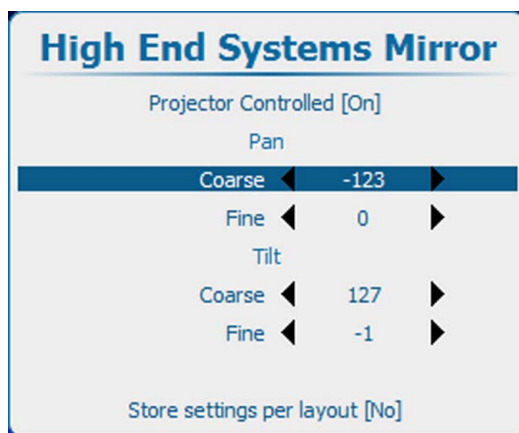 High End Systems Mirror
Projector Controlled [On]
Pan
Coarse -123
Fine 0
Tilt
Coarse 127
Fine -1
Store settings per layout [No]